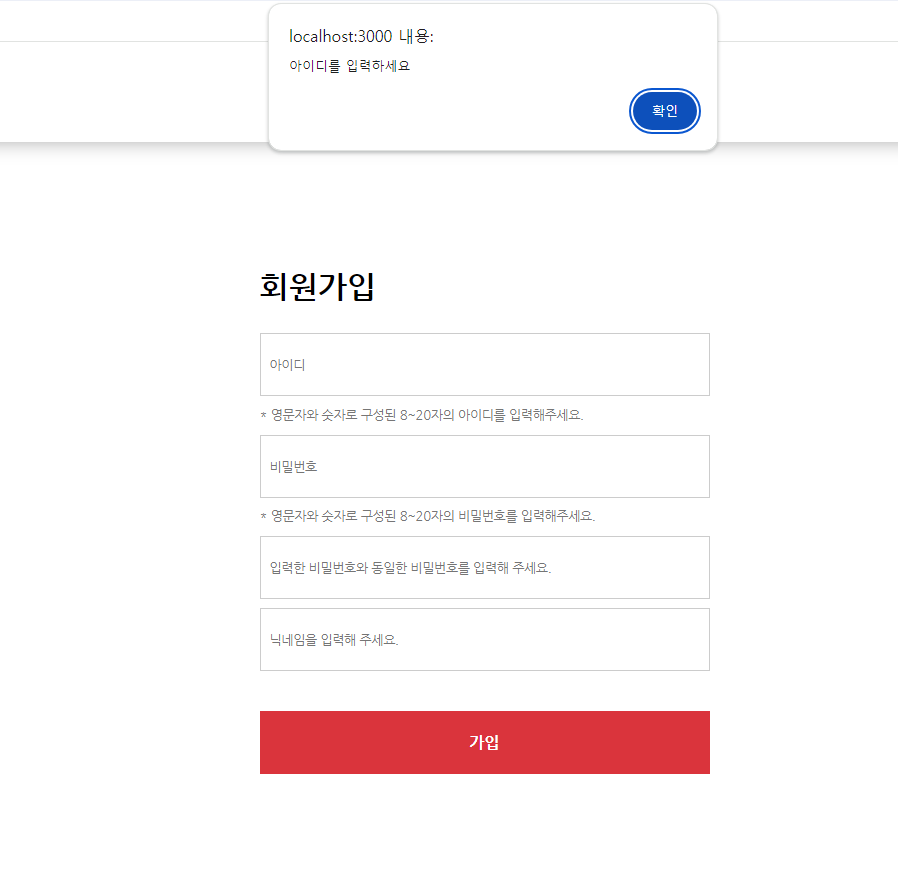 localhost:3000 내용:
아이디를 입력하세요
확인
회원가입
아이디
* 영문자와 숫자로 구성된 8~20자의 아이디를 입력해주세요.
비밀번호
* 영문자와 숫자로 구성된 8~20자의 비밀번호를 입력해주세요.
입력한 비밀번호와 동일한 비밀번호를 입력해 주세요.
닉네임을 입력해 주세요.
가입